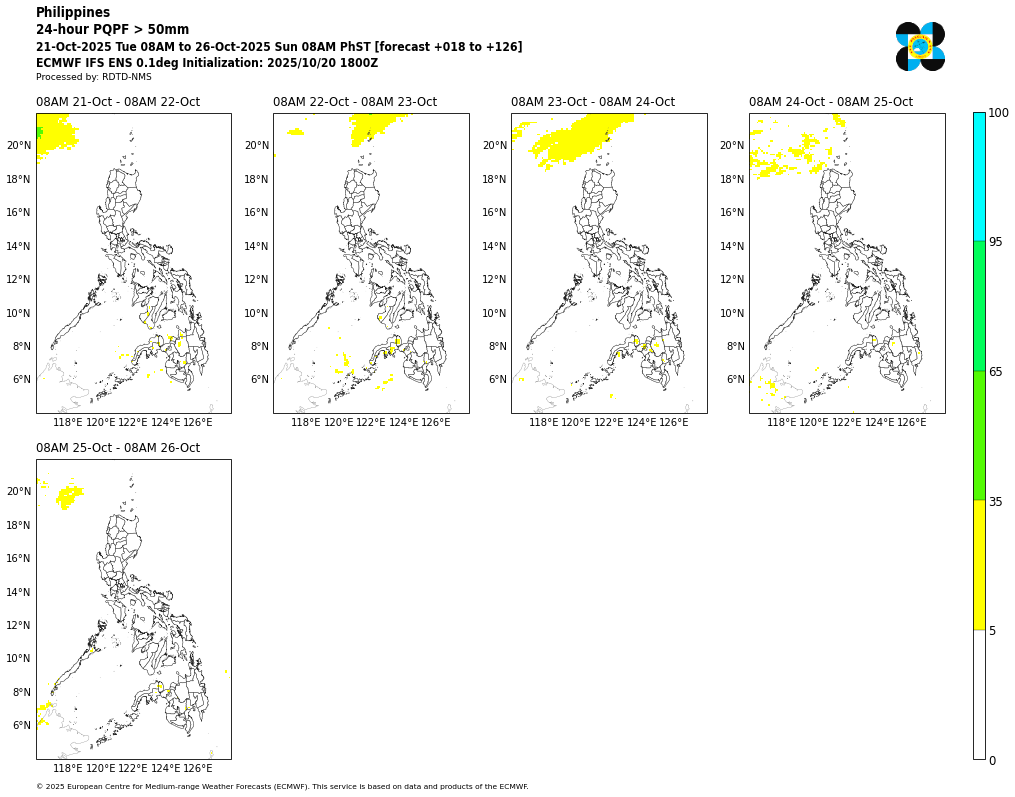 Philippines
24-hour PQPF > 50mm
21-Oct-2025 Tue 08AM to 26-Oct-2025 Sun 08AM PhST [forecast +018 to +126]
ECMWF IFS ENS 0.1deg Initialization: 2025/10/20 1800Z
Processed by: RDTD-NMS
08AM 21-Oct - 08AM 22-Oct
08AM 22-Oct - 08AM 23-Oct
08AM 23-Oct - 08AM 24-Oct
08AM 24-Oct - 08AM 25-Oct
20°N 20°N 20°N 20°N
18°N 18°N 18°N 18°N
16°N 16°N 16°N 16°N
14°N 14°N 14°N 14°N
12°N 12°N 12°N 12°N
10°N 10°N 10°N 10°N
8°N 8°N 8°N 8°N
6°N 6°N 6°N 6°N
118°E 120°E 122°E 124°E 126°E 118°E 120°E 122°E 124°E 126°E 118°E 120°E 122°E 124°E 126°E 118°E 120°E 122°E 124°E 126°E
08AM 25-Oct - 08AM 26-Oct
20°N
18°N
16°N
14°N
12°N
10°N
8°N
6°N
118°E 120°E 122°E 124°E 126°E
100
95
65
35
5
0
© 2025 European Centre for Medium-range Weather Forecasts (ECMWF). This service is based on data and products of the ECMWF.